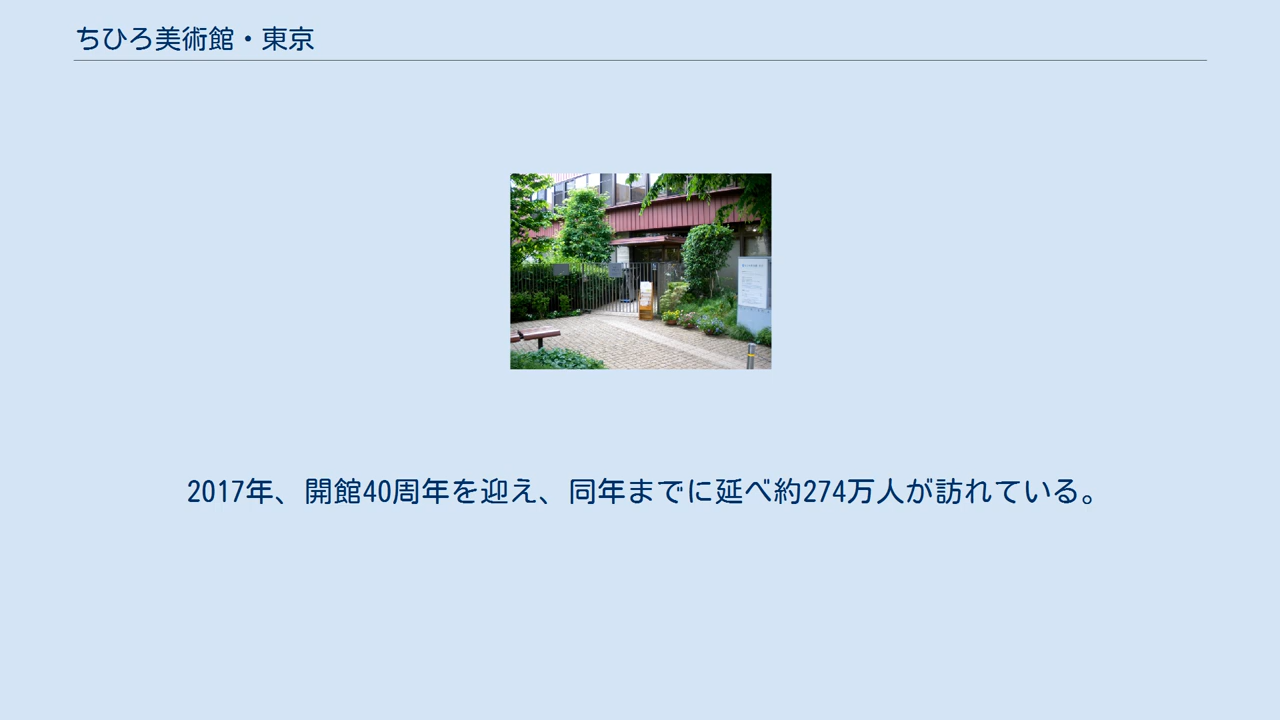 ちひろ美術館・東京
2017年、開館40周年を迎え、同年までに延べ約274万人が訪れている。